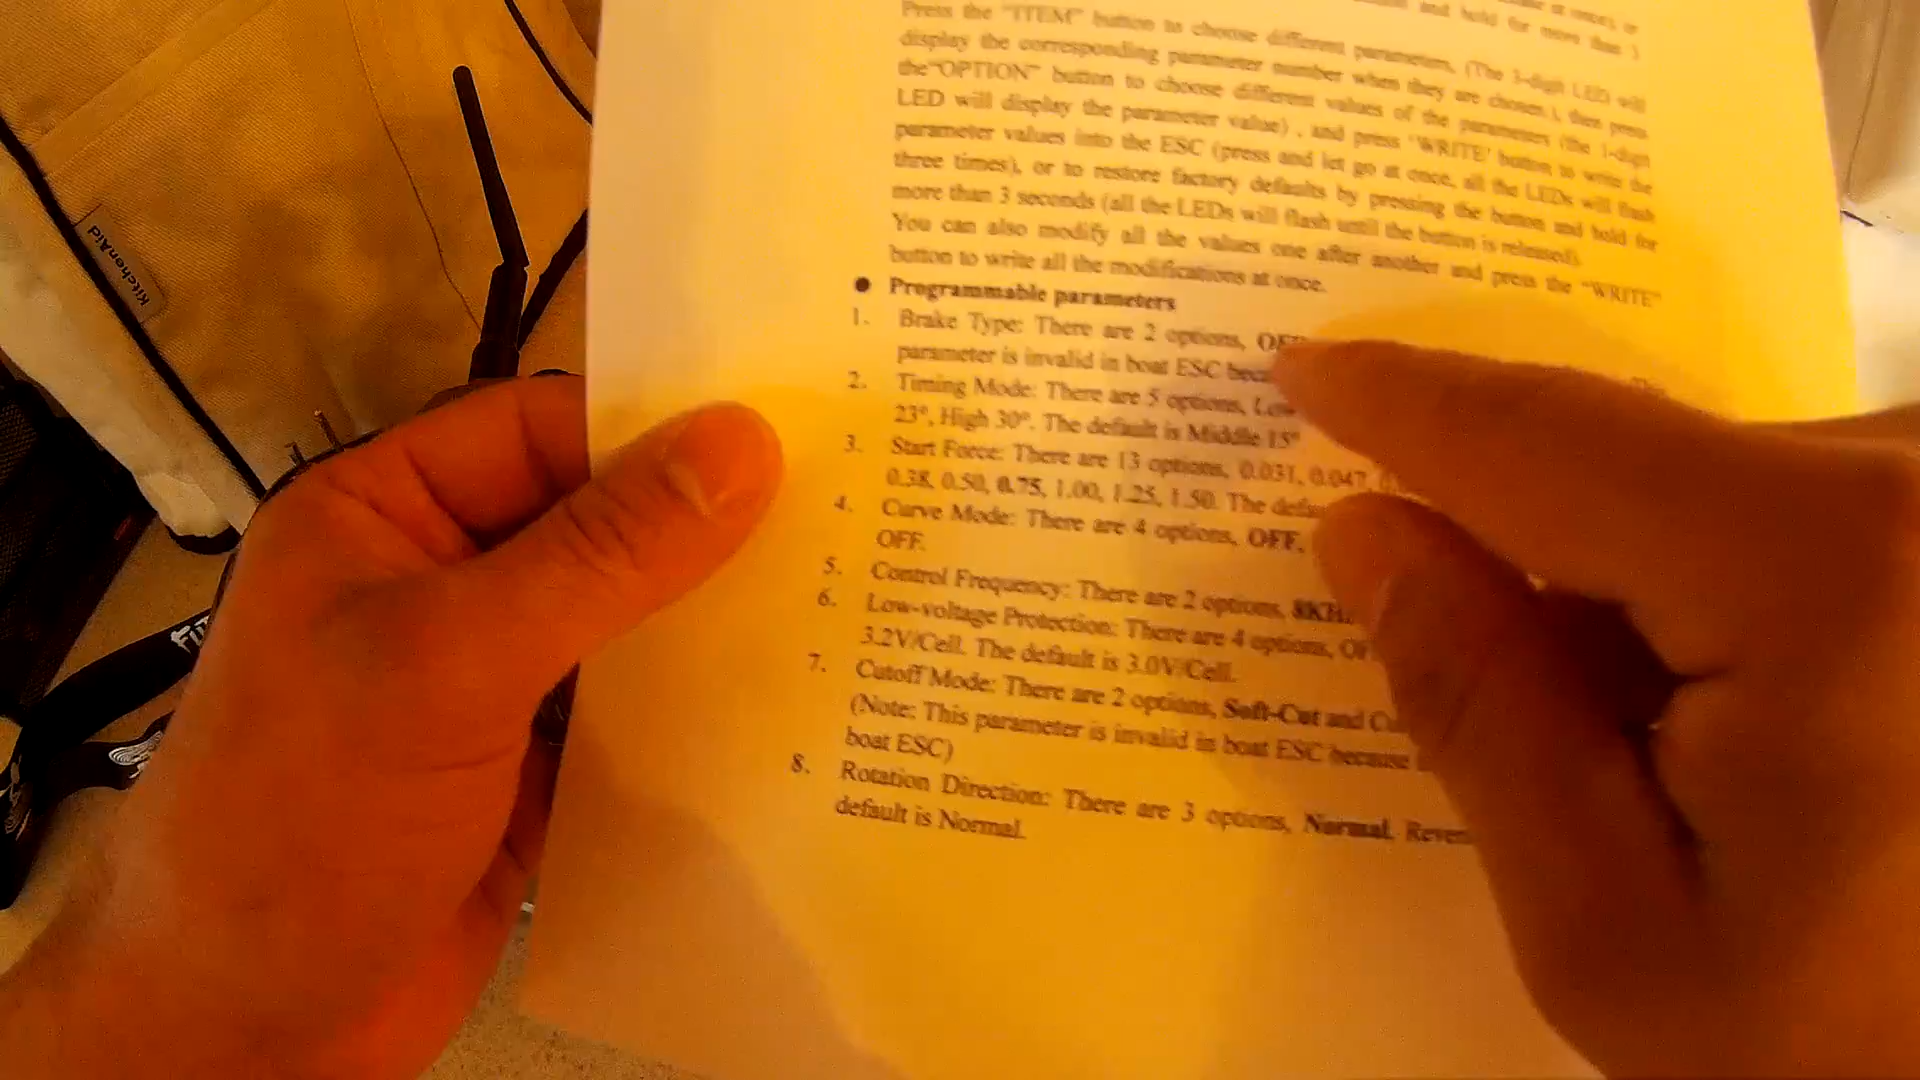 and hold for more than
Press the "ITEM" button to choose different parameters, (The 1-digit LED will
display the corresponding parameter number when they are chosen.), then press
the"OPTION" button to choose different values of the parameters (the 1-digit
LED will display the parameter value) , and press 'WRITE' button to write the
parameter values into the ESC (press and let go at once, all the LEDs will flash
three times), or to restore factory defaults by pressing the button and hold for
more than 3 seconds (all the LEDs will flash until the button is released).
You can also modify all the values one after another and press the "WRITE"
button to write all the modifications at once.
● Programmable parameters
1. Brake Type: There are 2 options,
parameter is invalid in boat ESC
2. Timing Mode: There are 5 options,
23°, High 30°. The default is Middle 15°
3. Start Force: There are 13 options, 0.031, 0.047,
0.38, 0.50, 0.75, 1.00, 1.25, 1.50. The
4. Curve Mode: There are 4 options, OFF,
OFF.
5. Control Frequency: There are 2 options, 8KHz
6. Low-voltage Protection: There are 4 options,
3.2V/Cell. The default is 3.0V/Cell.
7. Cutoff Mode: There are 2 options, Soft-Cut and
(Note: This parameter is invalid in boat ESC because
boat ESC)
8. Rotation Direction: There are 3 options, Normal,
default is Normal.
KitchenAid